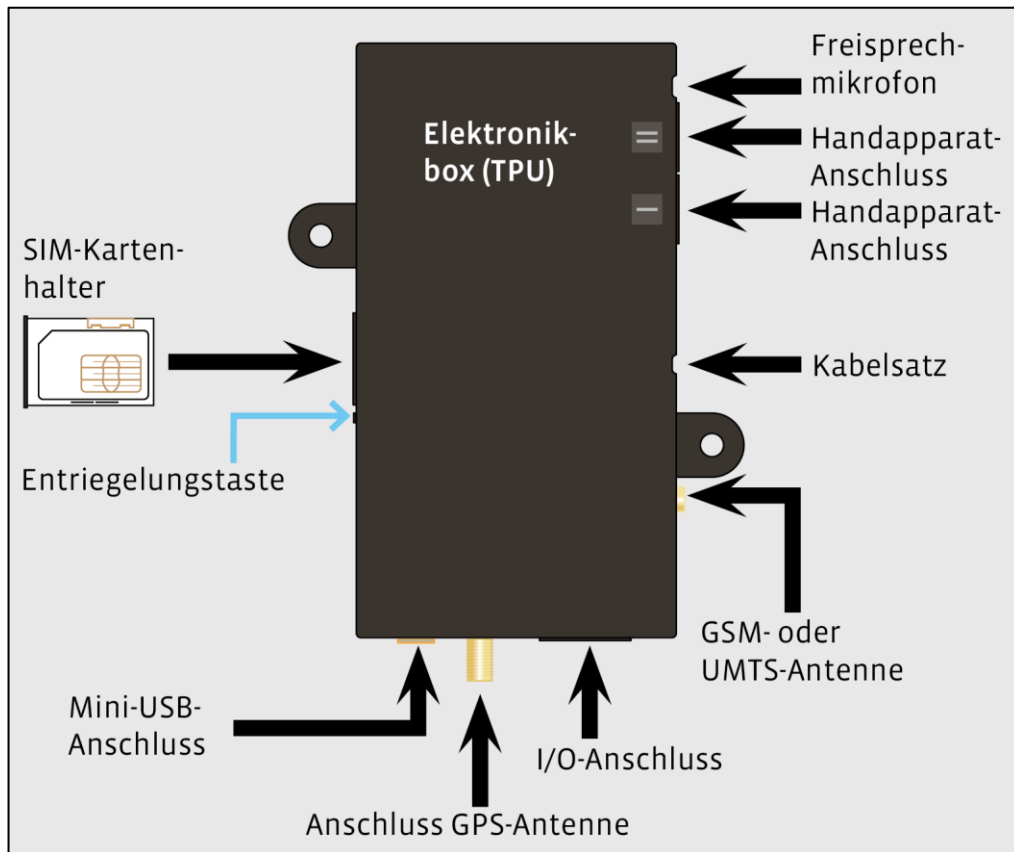 Freisprech-
mikrofon
Elektronik-
box (TPU)
Handapparat-
Anschluss
Handapparat-
Anschluss
SIM-Karten-
halter
Kabelsatz
Entriegelungstaste
GSM- oder
UMTS-Antenne
Mini-USB-
Anschluss
I/O-Anschluss
Anschluss GPS-Antenne